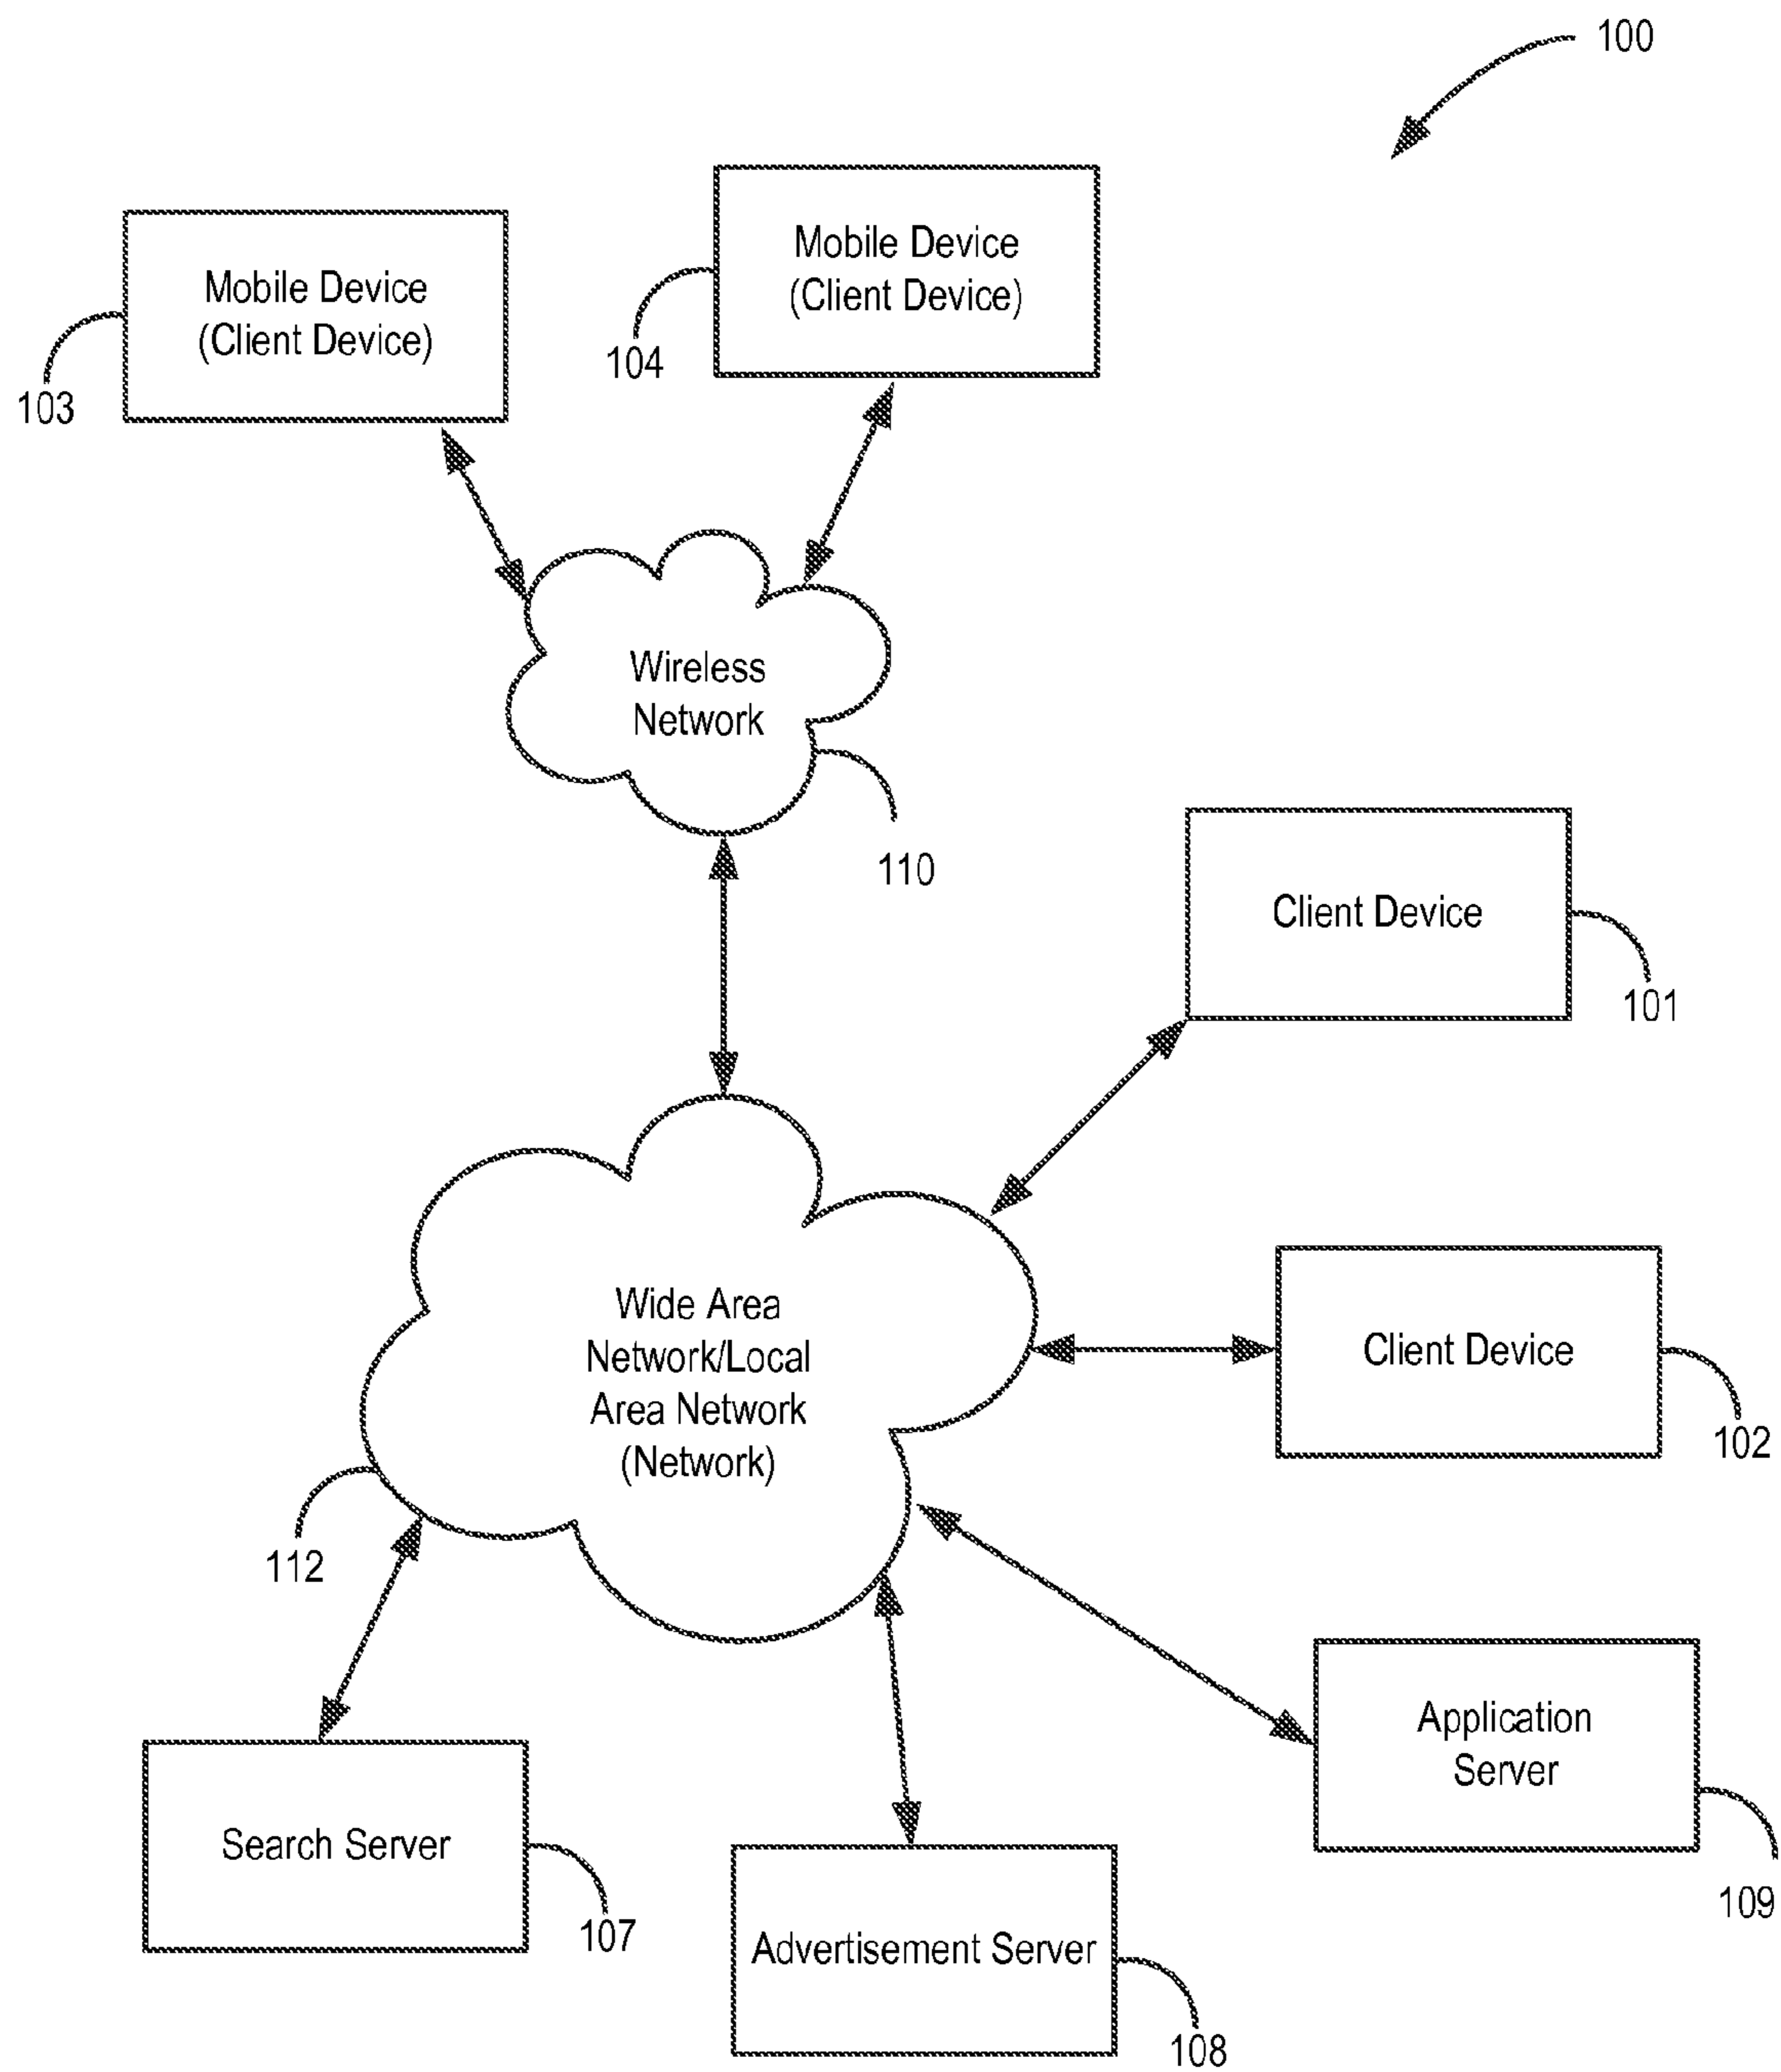 100
Mobile Device
(Client Device)
103
Mobile Device
(Client Device)
104
Wireless
Network
110
Client Device
101
Wide Area
Network/Local
Area Network
(Network)
112
Client Device
102
Application
Server
109
Search Server
107
Advertisement Server
108